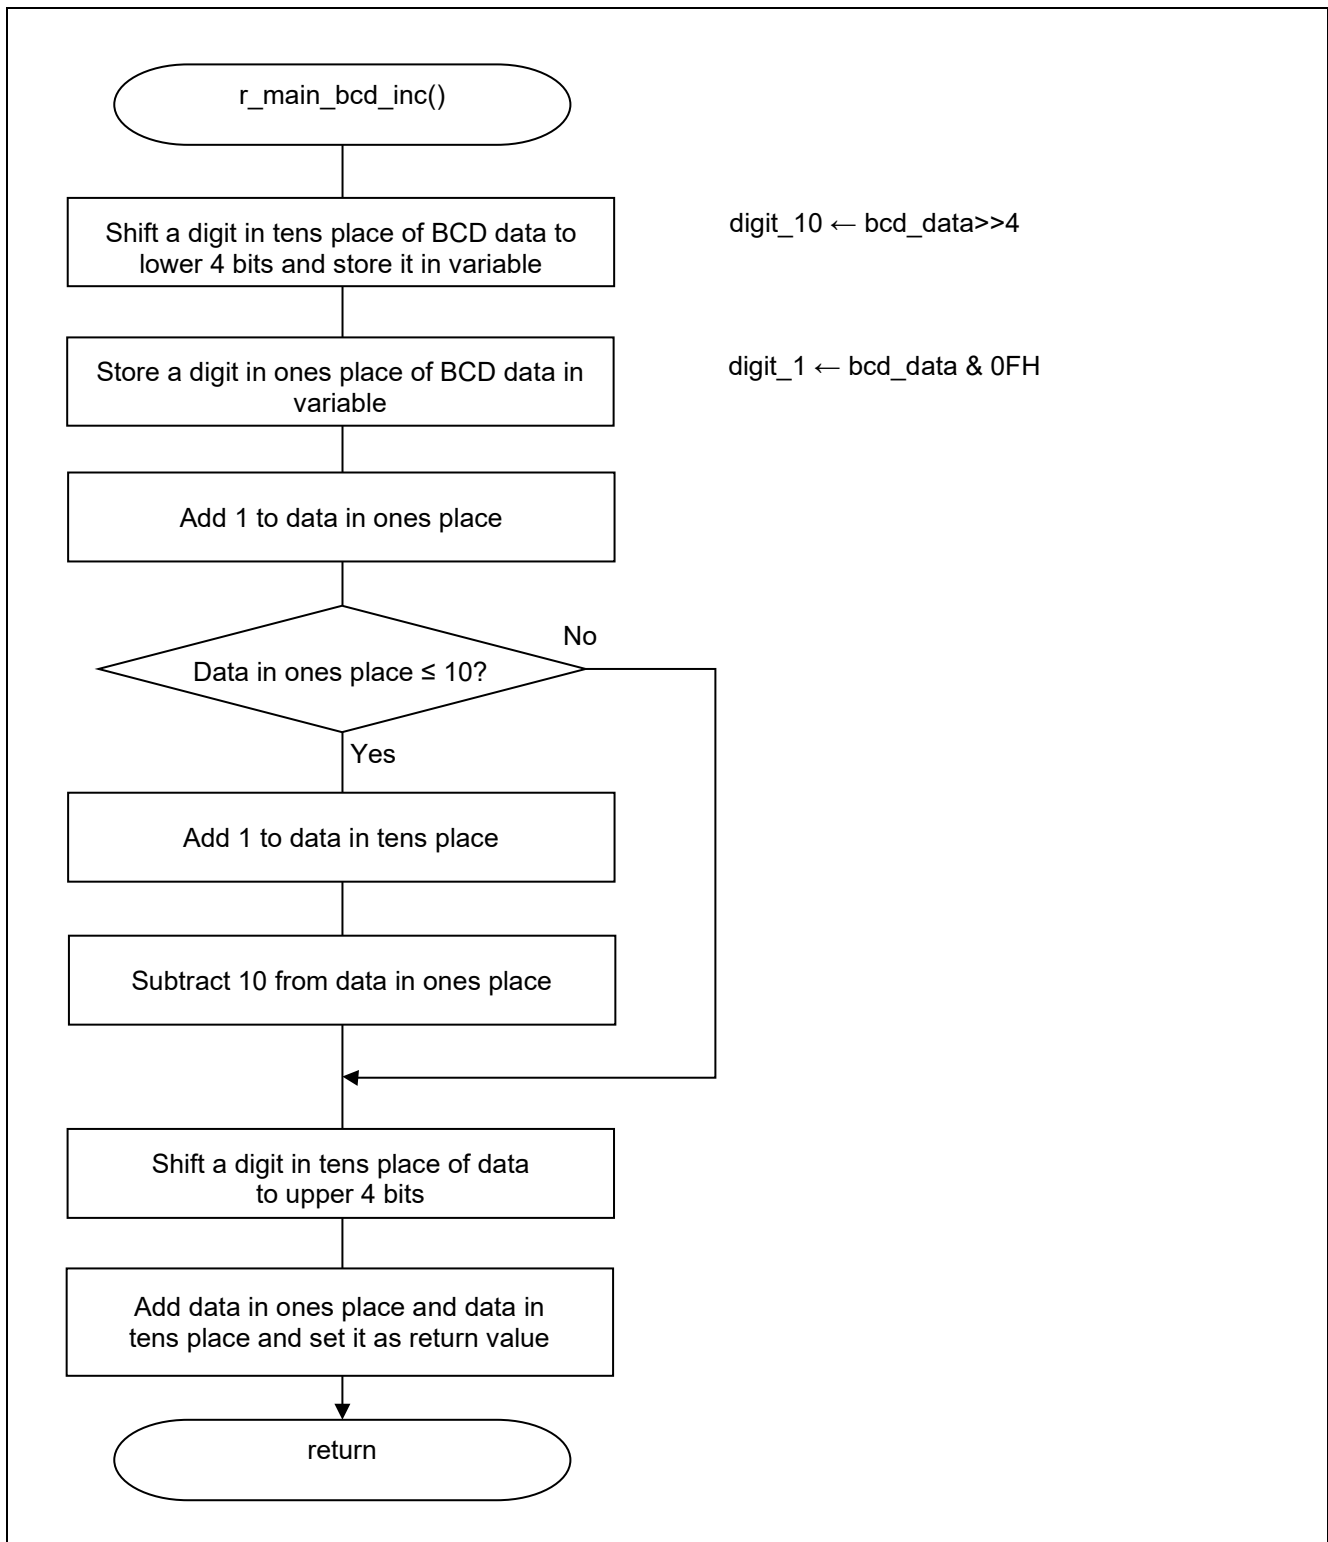 r_main_bcd_inc()
Shift a digit in tens place of BCD data to
lower 4 bits and store it in variable
digit_10 ← bcd_data>>4
Store a digit in ones place of BCD data in
variable
digit_1 ← bcd_data & 0FH
Add 1 to data in ones place
Data in ones place ≤ 10?
No
Yes
Add 1 to data in tens place
Subtract 10 from data in ones place
Shift a digit in tens place of data
to upper 4 bits
Add data in ones place and data in
tens place and set it as return value
return